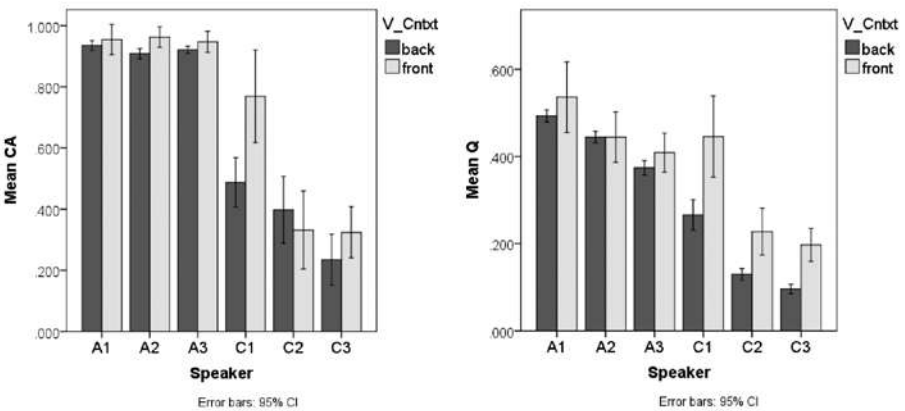 V_Cntxt
back
front
Mean CA
1.000
.800
.600
.400
.200
.000
A1 A2 A3 C1 C2 C3
Speaker
Error bars: 95% CI
V_Cntxt
back
front
Mean Q
.600
.400
.200
.000
A1 A2 A3 C1 C2 C3
Speaker
Error bars: 95% CI